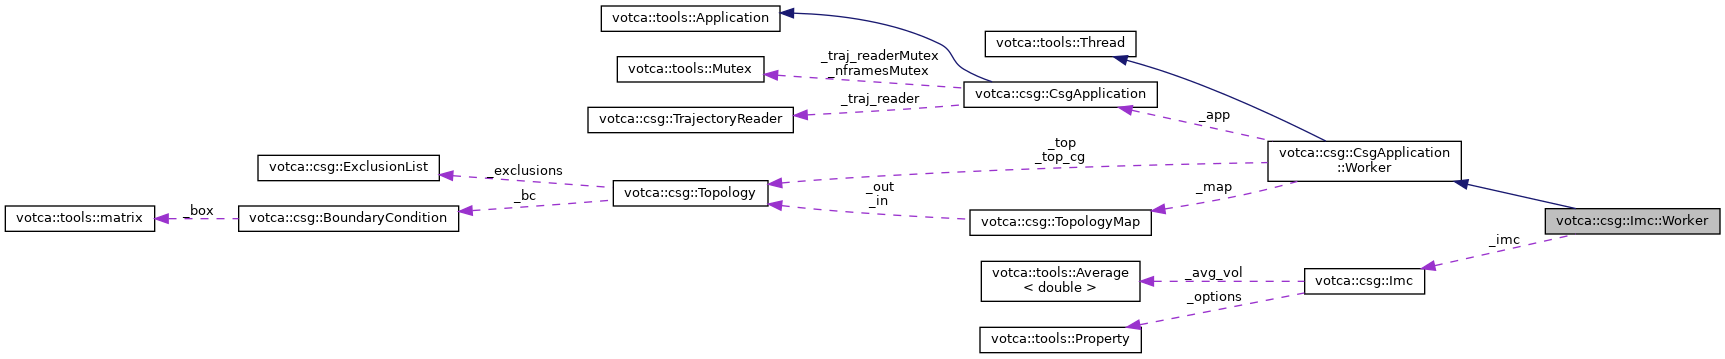 votca::tools::Application
votca::tools::Thread
_traj_readerMutex
_nframesMutex
votca::tools::Mutex
votca::csg::CsgApplication
_traj_reader
votca::csg::TrajectoryReader
_app
_top
_top_cg
votca::csg::CsgApplication
::Worker
votca::csg::ExclusionList
_exclusions
votca::csg::Topology
_out
_in
_map
_bc
votca::tools::matrix
_box
votca::csg::BoundaryCondition
votca::csg::TopologyMap
votca::csg::Imc::Worker
_imc
votca::tools::Average
< double >
_avg_vol
votca::csg::Imc
_options
votca::tools::Property